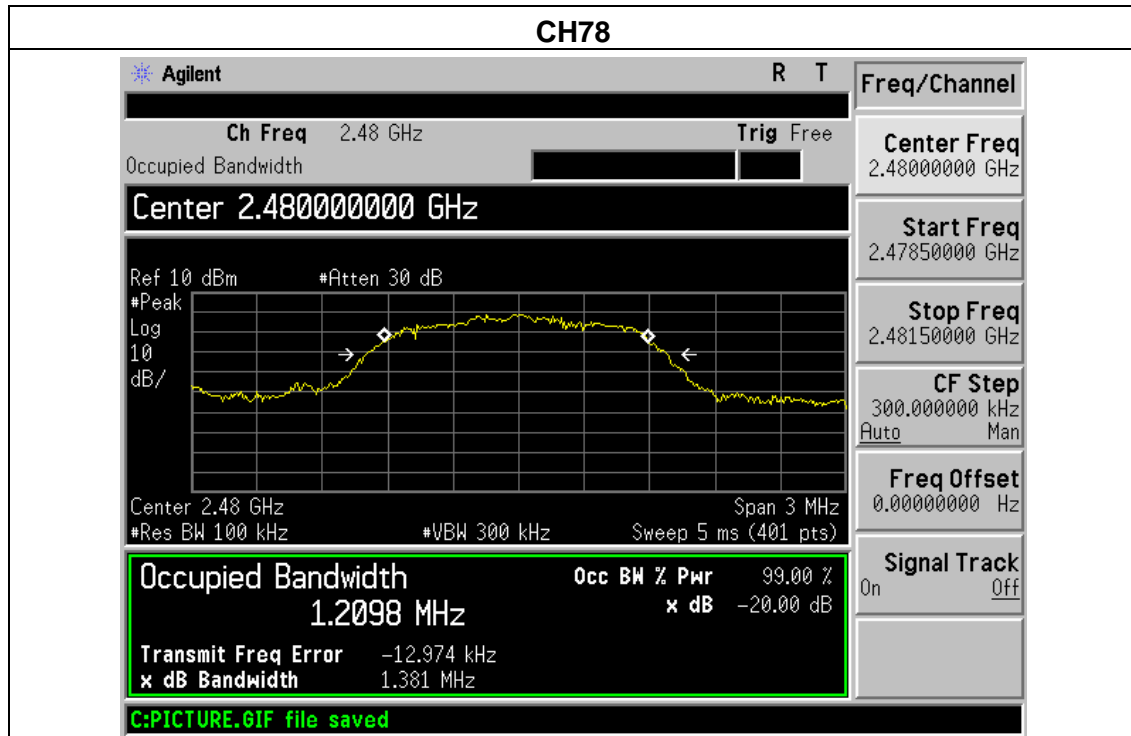 CH78
Agilent R T
Ch Freq 2.48 GHz Trig Free
Occupied Bandwidth
Center 2.480000000 GHz
Ref 10 dBm #Atten 30 dB
#Peak
Log
10
dB/
Center 2.48 GHz Span 3 MHz
#Res BW 100 kHz #VBW 300 kHz Sweep 5 ms (401 pts)
Occupied Bandwidth Occ BW % Pwr 99.00 %
1.2098 MHz x dB -20.00 dB
Transmit Freq Error -12.974 kHz
x dB Bandwidth 1.381 MHz
C:PICTURE.GIF file saved
Freq/Channel
Center Freq
2.48000000 GHz
Start Freq
2.47850000 GHz
Stop Freq
2.48150000 GHz
CF Step
300.000000 kHz
Auto Man
Freq Offset
0.00000000 Hz
Signal Track
On Off